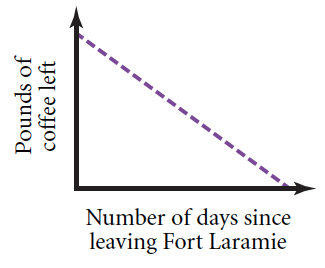 Pounds of
coffee left
Number of days since
leaving Fort Laramie